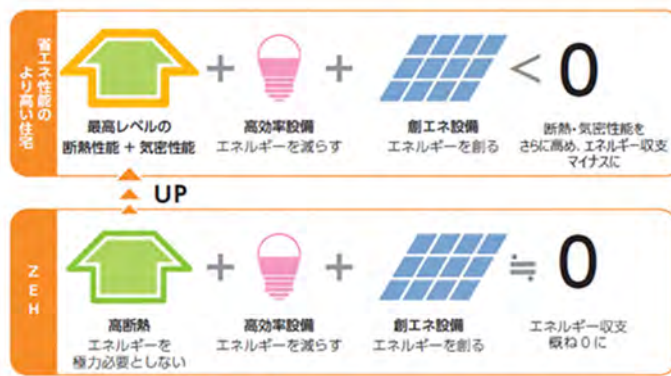 省エネ性能の
より高い住宅
+
+
< 0
最高レベルの
断熱性能 + 気密性能
高効率設備
エネルギーを減らす
創エネ設備
エネルギーを創る
断熱・気密性能を
さらに高め、エネルギー収支
マイナスに
UP
ZEH
+
+
≒ 0
高断熱
エネルギーを
極力必要としない
高効率設備
エネルギーを減らす
創エネ設備
エネルギーを創る
エネルギー収支
概ね0に